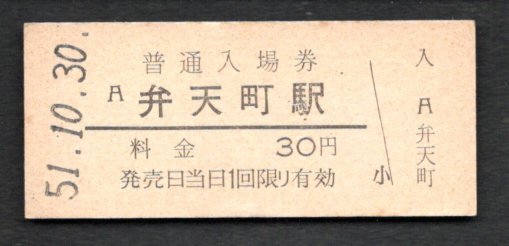 51.10.30.
普通入場券
A 弁天町駅
料金 30円
発売日当日1回限り有効
小
入
A
弁天町